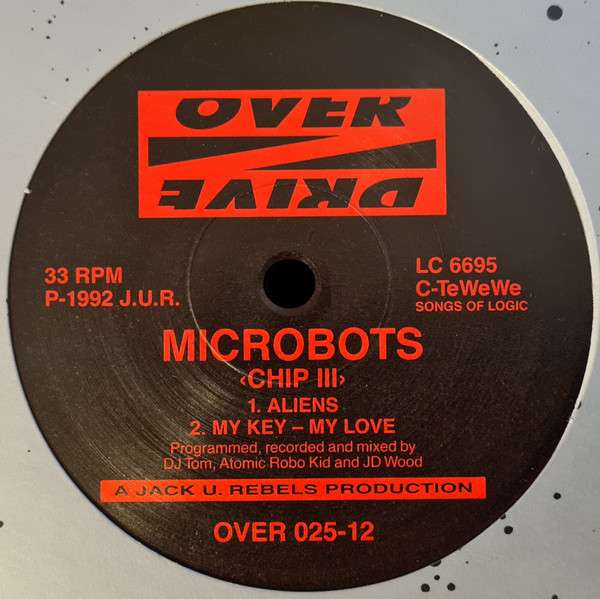 OVER
DRIVE
33 RPM
P-1992 J.U.R.
LC 6695
C-TeWeWe
SONGS OF LOGIC
MICROBOTS
‹CHIP III›
1. ALIENS
2. MY KEY – MY LOVE
Programmed, recorded and mixed by
DJ Tom, Atomic Robo Kid and JD Wood
A JACK U. REBELS PRODUCTION
OVER 025-12